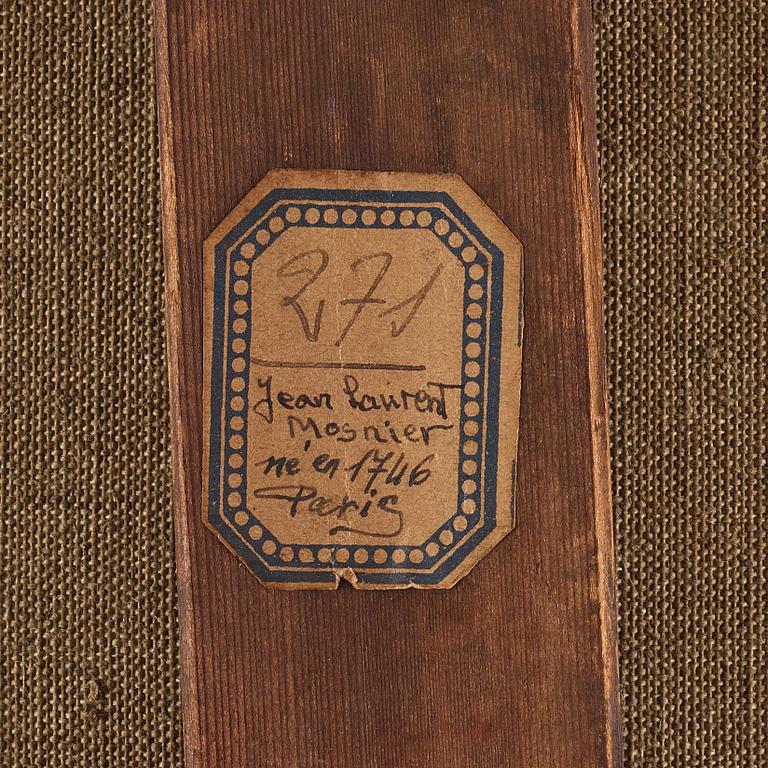 271
Jean Laurent
Mosnier
né en 1746
Paris